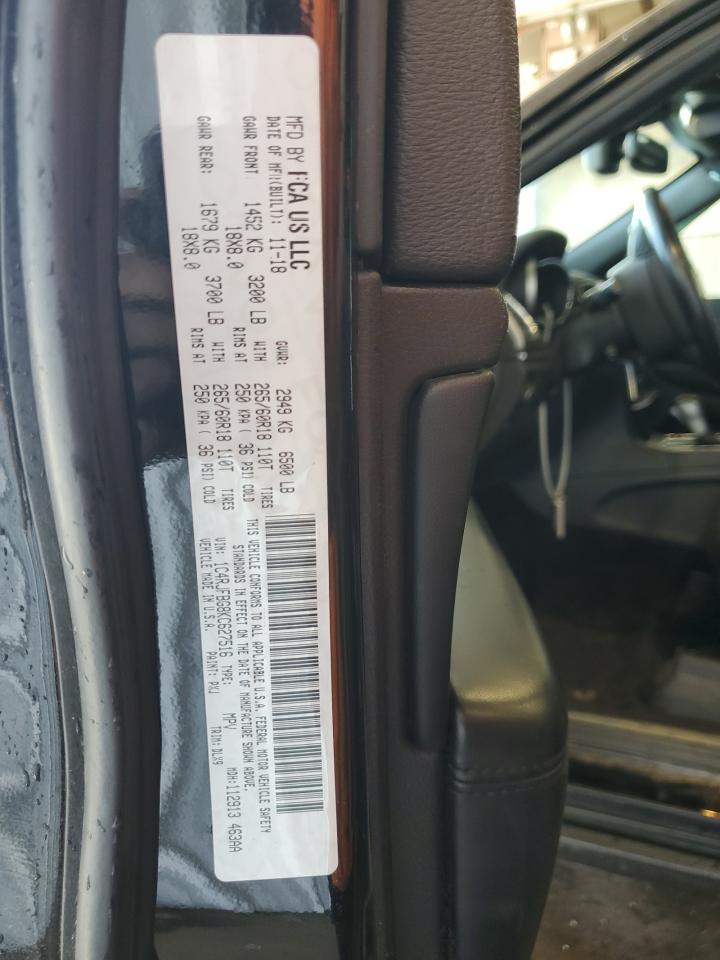 MFD BY FCA US LLC
DATE OF MFR(BUILT): 11-18 GVWR: 2949 KG 6500 LB
GAWR FRONT 1452 KG 3200 LB WITH 265/60R18 110T TIRES
18X8.0 RIMS AT 250 KPA ( 36 PSI) COLD
GAWR REAR: 1679 KG 3700 LB WITH 265/60R18 110T TIRES
18X8.0 RIMS AT 250 KPA ( 36 PSI) COLD
THIS VEHICLE CONFORMS TO ALL APPLICABLE U.S.A. FEDERAL MOTOR VEHICLE SAFETY
STANDARDS IN EFFECT ON THE DATE OF MANUFACTURE SHOWN ABOVE.
VIN: 1C4RJFBG8KC627516 TYPE: MPV MDH:112913 463AA
VEHICLE MADE IN U.S.A. PAINT: PXJ TRIM: DLX9